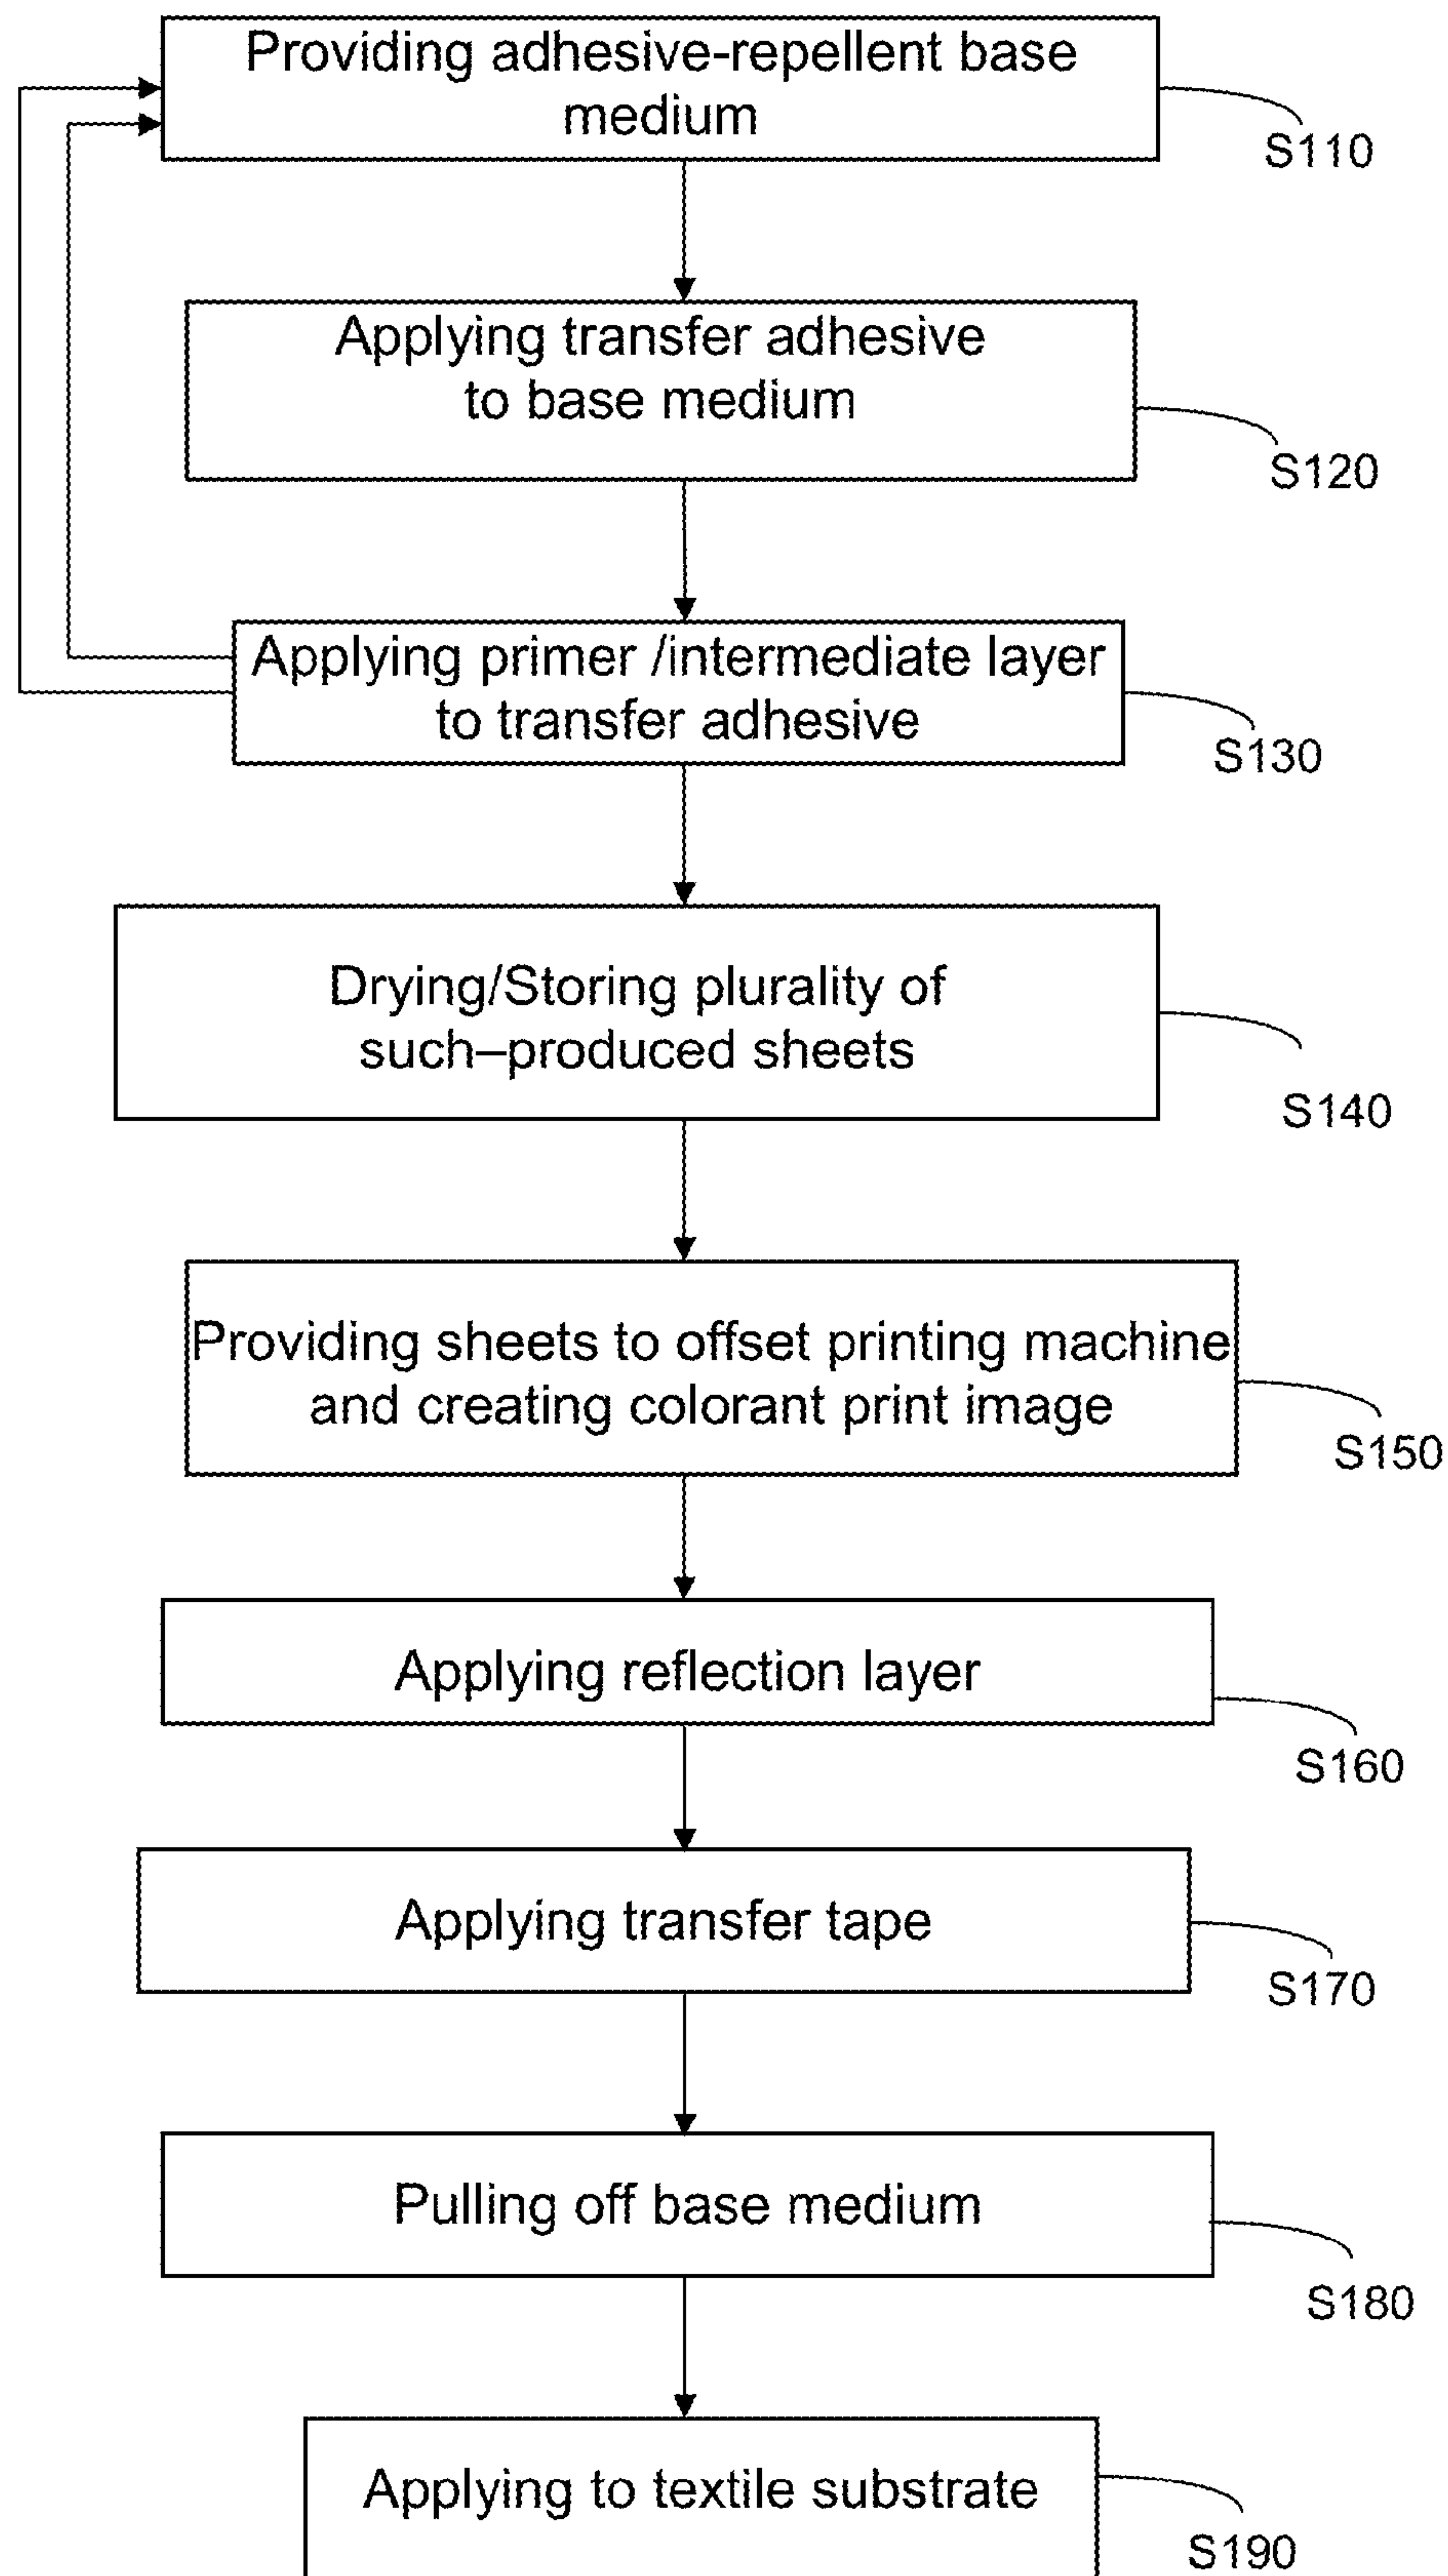 Providing adhesive-repellent base
medium
S110
Applying transfer adhesive
to base medium
S120
Applying primer /intermediate layer
to transfer adhesive
S130
Drying/Storing plurality of
such–produced sheets
S140
Providing sheets to offset printing machine
and creating colorant print image
S150
Applying reflection layer
S160
Applying transfer tape
S170
Pulling off base medium
S180
Applying to textile substrate
S190